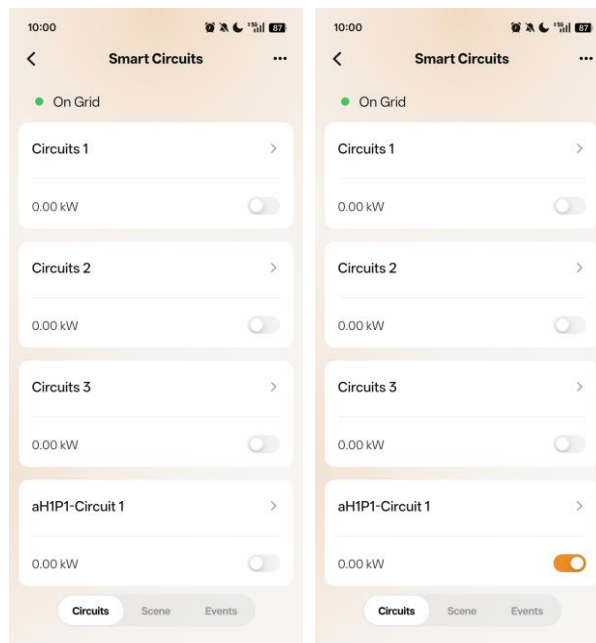 10:00
87
Smart Circuits
On Grid
Circuits 1
0.00 kW
Circuits 2
0.00 kW
Circuits 3
0.00 kW
aH1P1-Circuit 1
0.00 kW
Circuits Scene Events
10:00
87
Smart Circuits
On Grid
Circuits 1
0.00 kW
Circuits 2
0.00 kW
Circuits 3
0.00 kW
aH1P1-Circuit 1
0.00 kW
Circuits Scene Events